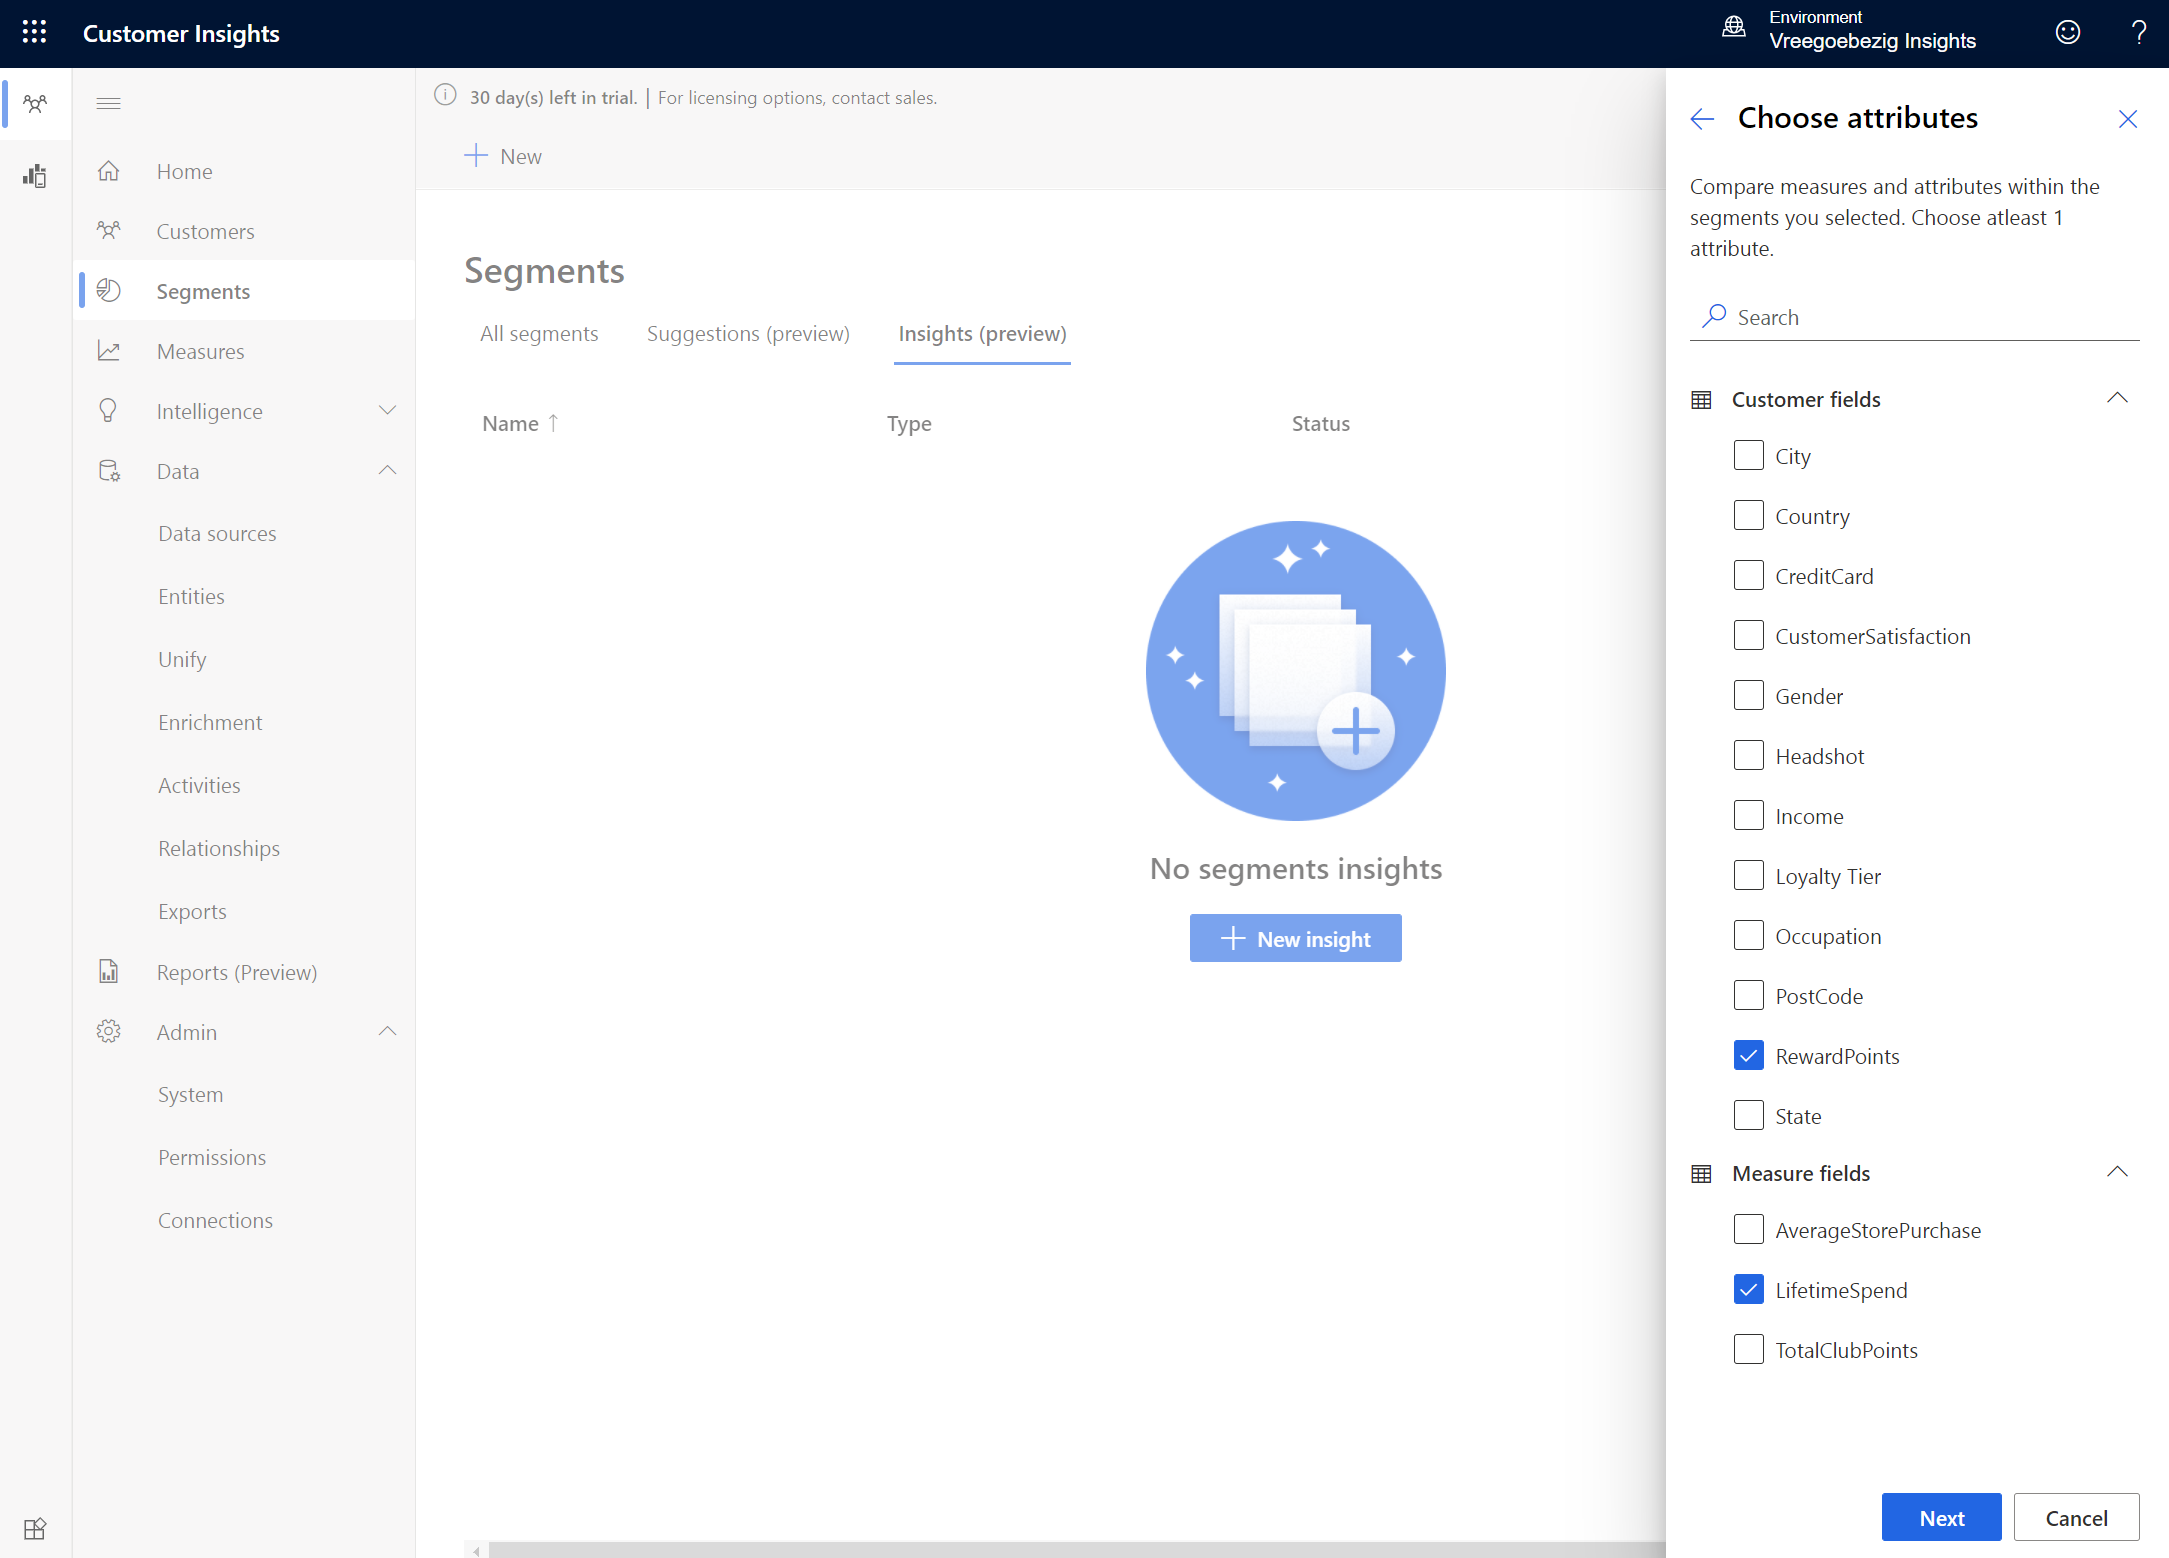 Customer Insights
Environment
Vreegoebezig Insights
?
30 day(s) left in trial. | For licensing options, contact sales.
New
Home
Customers
Segments
Measures
Intelligence
Data
Data sources
Entities
Unify
Enrichment
Activities
Relationships
Exports
Reports (Preview)
Admin
System
Permissions
Connections
Segments
All segments Suggestions (preview) Insights (preview)
Name ↑ Type Status
No segments insights
New insight
Choose attributes
Compare measures and attributes within the
segments you selected. Choose atleast 1
attribute.
Search
Customer fields
City
Country
CreditCard
CustomerSatisfaction
Gender
Headshot
Income
Loyalty Tier
Occupation
PostCode
RewardPoints
State
Measure fields
AverageStorePurchase
LifetimeSpend
TotalClubPoints
Next Cancel